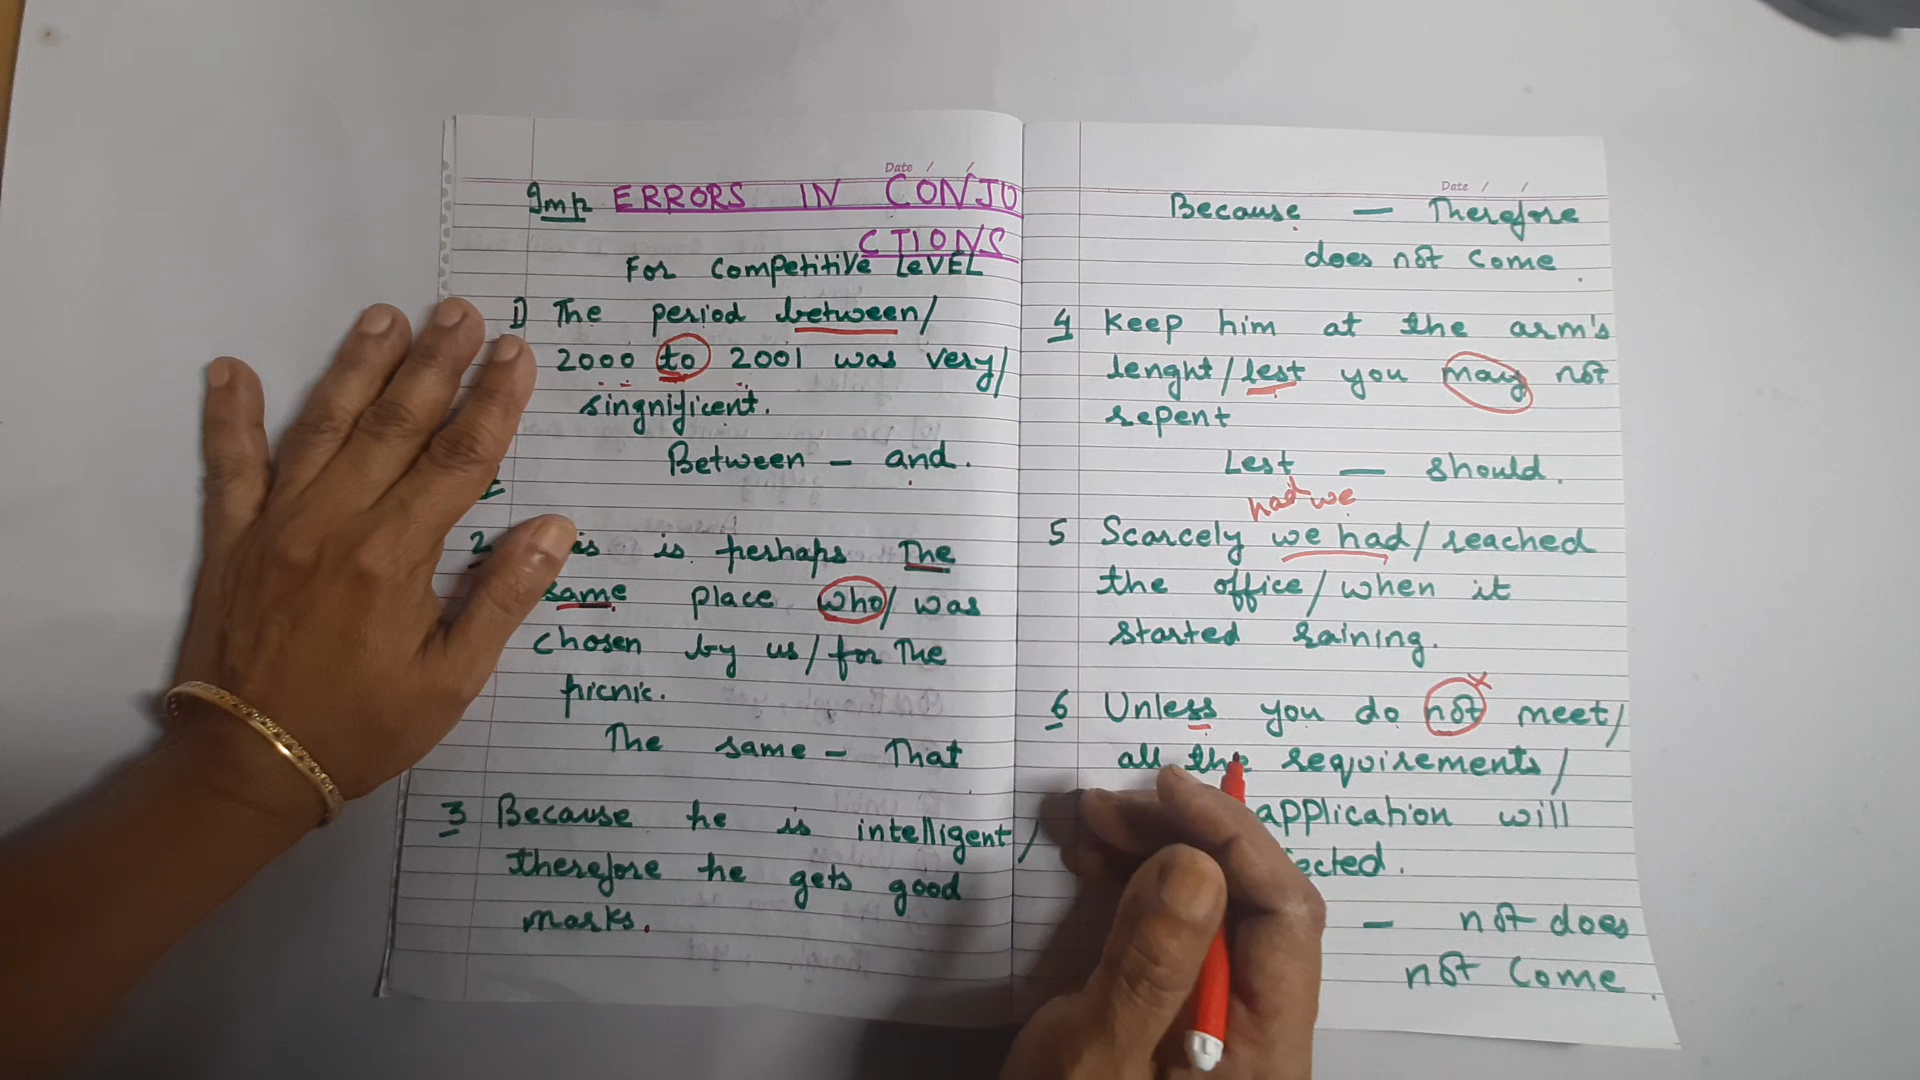 Date / /
Imp ERRORS IN CONJU
CTIONS
For Competitive LeVEL
1) The period between/
2000 to 2001 was very/
singnificent.
Between - and.
2 is is perhaps The
same place who/ was
chosen by us/ for The
picnic.
The same - That
3 Because he is intelligent/
therefore he gets good
marks.
Date / /
Because - Therefore
does not come.
4 Keep him at the arm's
lenght/lest you may not
repent
Lest - should.
had we
5 Scarcely we had/reached
the office/when it
started raining.
6 Unless you do not meet/
all the requirements/
application will
ected.
- not does
not Come.